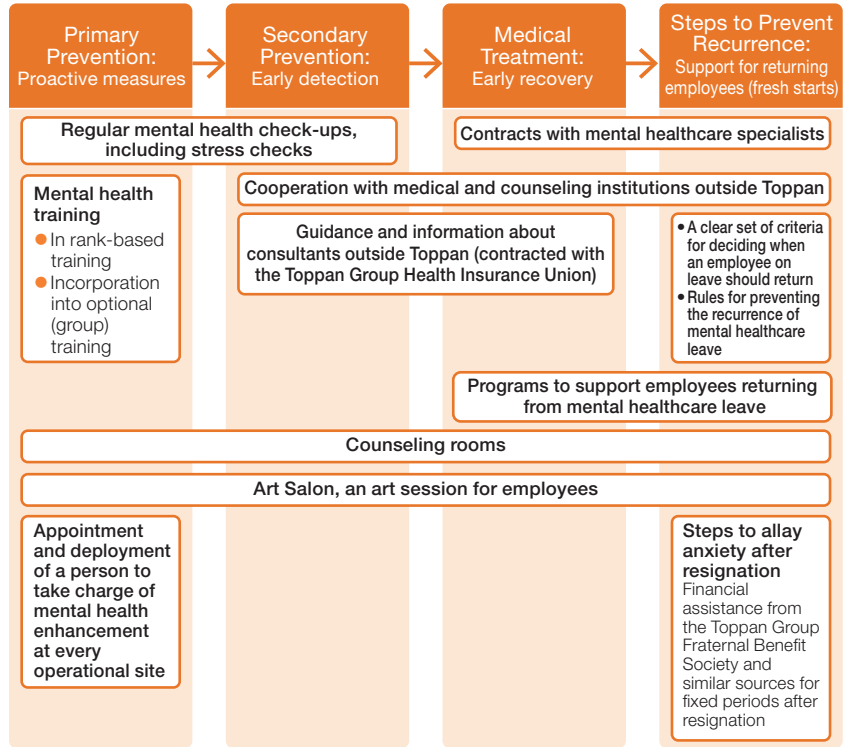 Primary
Prevention:
Proactive measures
Secondary
Prevention:
Early detection
Medical
Treatment:
Early recovery
Steps to Prevent
Recurrence:
Support for returning
employees (fresh starts)
Regular mental health check-ups,
including stress checks
Contracts with mental healthcare specialists
Mental health
training
● In rank-based
training
● Incorporation
into optional
(group)
training
Cooperation with medical and counseling institutions outside Toppan
Guidance and information about
consultants outside Toppan (contracted with
the Toppan Group Health Insurance Union)
• A clear set of criteria
for deciding when
an employee on
leave should return
• Rules for preventing
the recurrence of
mental healthcare
leave
Programs to support employees returning
from mental healthcare leave
Counseling rooms
Art Salon, an art session for employees
Appointment
and deployment
of a person to
take charge of
mental health
enhancement
at every
operational site
Steps to allay
anxiety after
resignation
Financial
assistance from
the Toppan Group
Fraternal Benefit
Society and
similar sources for
fixed periods after
resignation